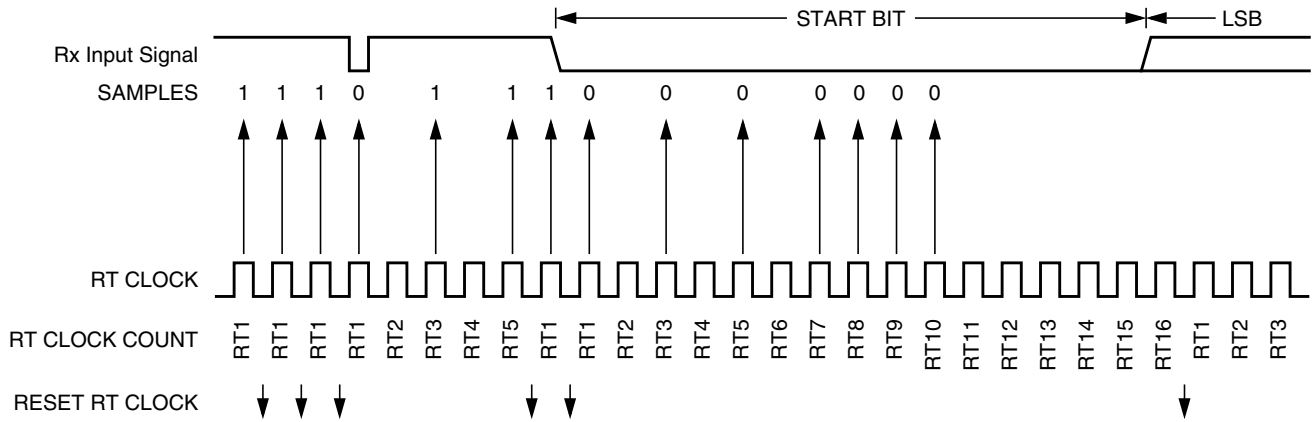 START BIT LSB
Rx Input Signal
SAMPLES 1 1 1 0 1 1 1 0 0 0 0 0 0 0
RT CLOCK
RT CLOCK COUNT RT1 RT1 RT1 RT1 RT2 RT3 RT4 RT5 RT1 RT1 RT2 RT3 RT4 RT5 RT6 RT7 RT8 RT9 RT10 RT11 RT12 RT13 RT14 RT15 RT16 RT1 RT2 RT3
RESET RT CLOCK